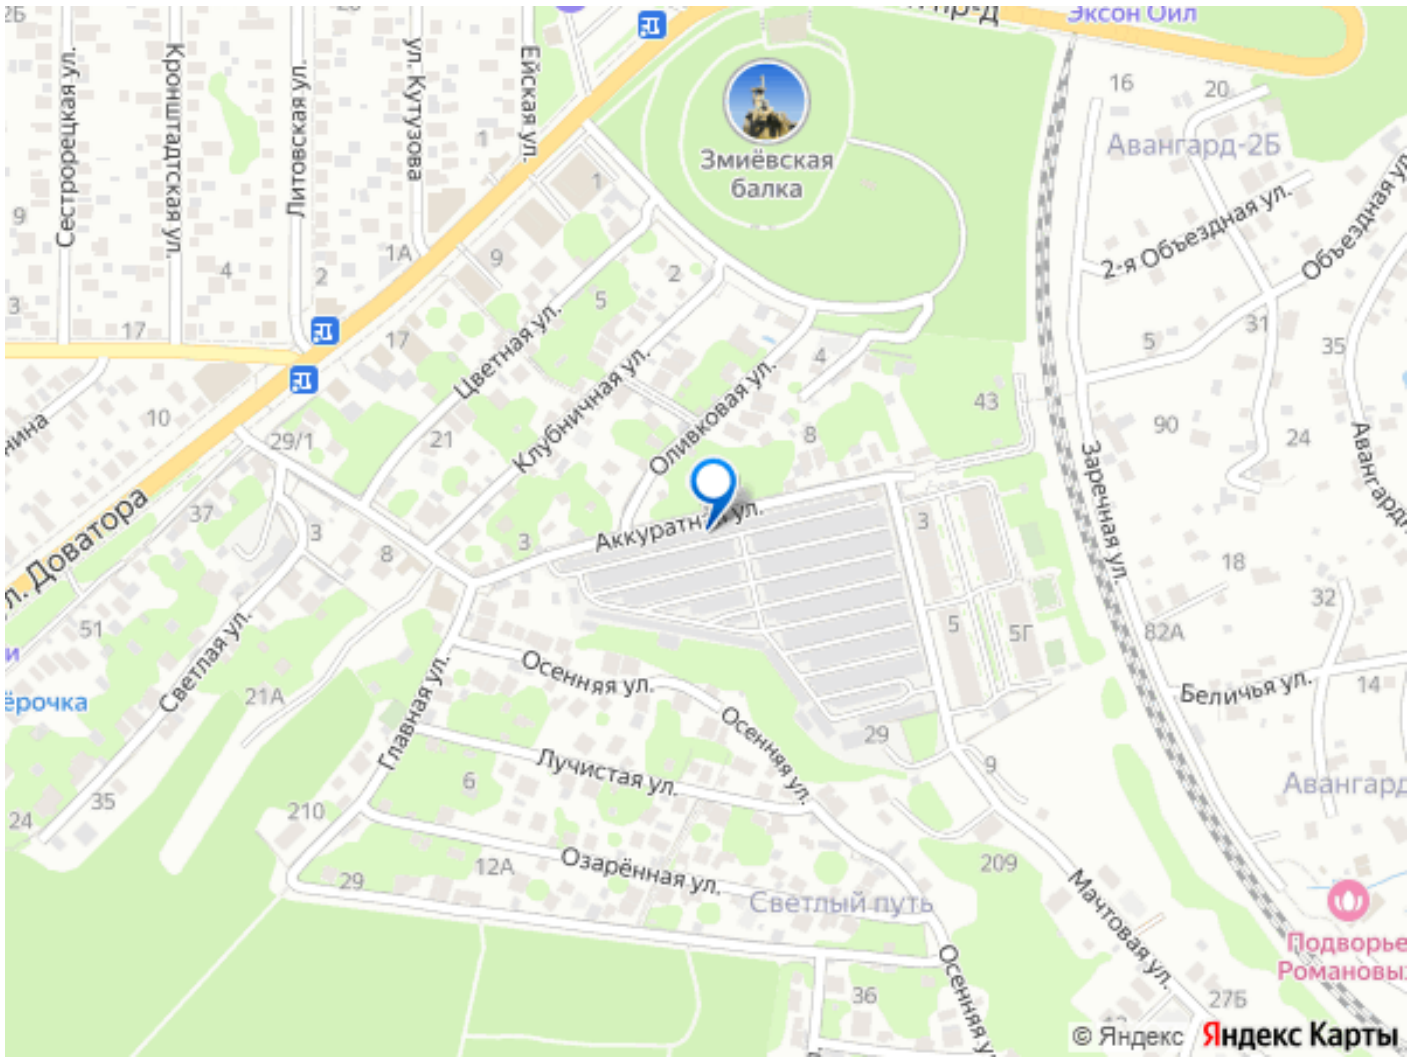 2Б
20
пр-д
Эксон Ойл
Сестрорецкая ул.
Кронштадтская ул.
Литовская ул.
ул. Кутузова
Ейская ул.
16
20
Авангард-2Б
1
1
Змиёвская
балка
9
4
2
1А
9
2
5
3
17
17
2-я Объездная ул.
Объездная ул.
31
5
35
Цветная ул.
Клубничная ул.
Оливковая ул.
4
43
10
29/1
21
8
90
24
Заречная ул.
37
3
8
3
Аккуратная ул.
3
18
32
л. Доватора
51
Светлая ул.
5
5Г
82А
и
ёрочка
21А
Главная ул.
Осенняя ул.
Осенняя ул.
29
9
Беличья ул.
14
Лучистая ул.
6
35
24
210
Авангард
12А
29
Озарённая ул.
Светлый путь
209
Мачтовая ул.
Подворье
Осенняя у
36
27Б
© Яндекс Яндекс Карты